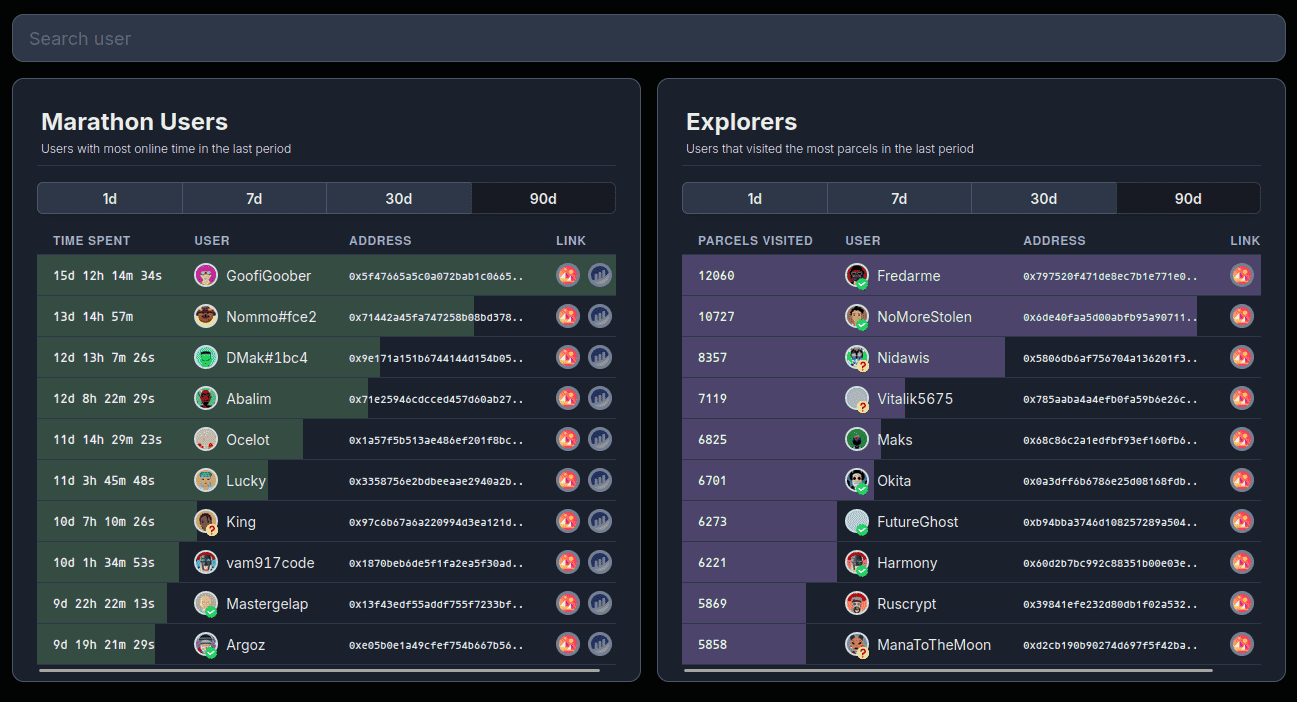 Search user
Marathon Users
Users with most online time in the last period
1d 7d 30d 90d
TIME SPENT USER ADDRESS LINK
15d 12h 14m 34s GoofiGoober 0x5f47665a5c0a072bab1c0665..
13d 14h 57m Nommo#fce2 0x71442a45fa747258b08bd378..
12d 13h 7m 26s DMak#1bc4 0x9e171a151b6744144d154b05..
12d 8h 22m 29s Abalim 0x71e25946cdcced457d60ab27..
11d 14h 29m 23s Ocelot 0x1a57f5b513ae486ef201f8bc..
11d 3h 45m 48s Lucky 0x3358756e2bdbeeaae2940a2b..
10d 7h 10m 26s King 0x97c6b67a6a220994d3ea121d..
10d 1h 34m 53s vam917code 0x1870beb6de5f1fa2ea5f30ad..
9d 22h 22m 13s Mastergelap 0x13f43edf55addf755f7233bf..
9d 19h 21m 29s Argoz 0xe05b0e1a49cfef754b667b56..
Explorers
Users that visited the most parcels in the last period
1d 7d 30d 90d
PARCELS VISITED USER ADDRESS LINK
12060 Fredarme 0x797520f471de8ec7b1e771e0..
10727 NoMoreStolen 0x6de40faa5d00abfb95a90711..
8357 Nidawis 0x5806db6af756704a136201f3..
7119 Vitalik5675 0x785aaba4a4efb0fa59b6e26c..
6825 Maks 0x68c86c2a1edfbf93ef160fb6..
6701 Okita 0x0a3dff6b6786e25d08168fdb..
6273 FutureGhost 0xb94bba3746d108257289a504..
6221 Harmony 0x60d2b7bc992c88351b00e03e..
5869 Ruscrypt 0x39841efe232d80db1f02a532..
5858 ManaToTheMoon 0xd2cb190b90274d697f5f42ba..